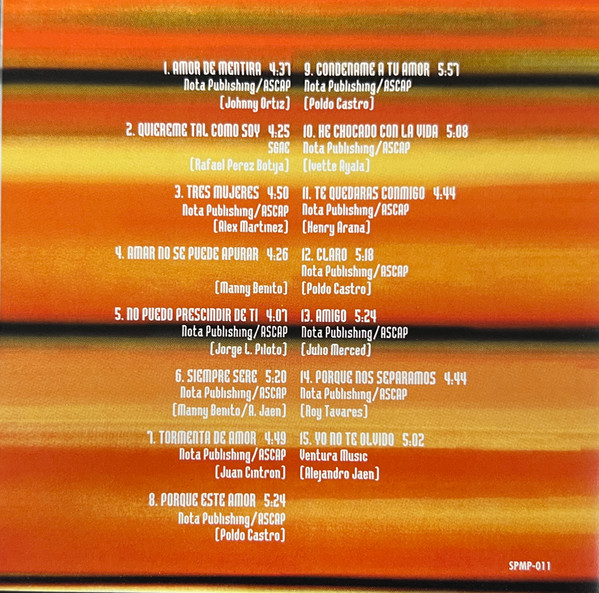 1. AMOR DE MENTIRA 4:37
Nota Publishing/ASCAP
(Johnny Ortiz)
2. QUIEREME TAL COMO SOY 4:25
SGAE
(Rafael Perez Botija)
3. TRES MUJERES 4:50
Nota Publishing/ASCAP
(Alex Martinez)
4. AMAR NO SE PUEDE APURAR 4:26
(Manny Benito)
5. NO PUEDO PRESCINDIR DE TI 4:07
Nota Publishing/ASCAP
(Jorge L. Piloto)
6. SIEMPRE SERE 5:20
Nota Publishing/ASCAP
(Manny Benito/A. Jaen)
7. TORMENTA DE AMOR 4:49
Nota Publishing/ASCAP
(Juan Cintron)
8. PORQUE ESTE AMOR 5:24
Nota Publishing/ASCAP
(Poldo Castro)
9. CONDENAME A TU AMOR 5:57
Nota Publishing/ASCAP
(Poldo Castro)
10. HE CHOCADO CON LA VIDA 5:08
Nota Publishing/ASCAP
(Ivette Ayala)
11. TE QUEDARAS CONMIGO 4:44
Nota Publishing/ASCAP
(Henry Arana)
12. CLARO 5:18
Nota Publishing/ASCAP
(Poldo Castro)
13. AMIGO 5:24
Nota Publishing/ASCAP
(Julio Merced)
14. PORQUE NOS SEPARAMOS 4:44
Nota Publishing/ASCAP
(Roy Tavares)
15. YO NO TE OLVIDO 5:02
Ventura Music
(Alejandro Jaen)
SPMP-011